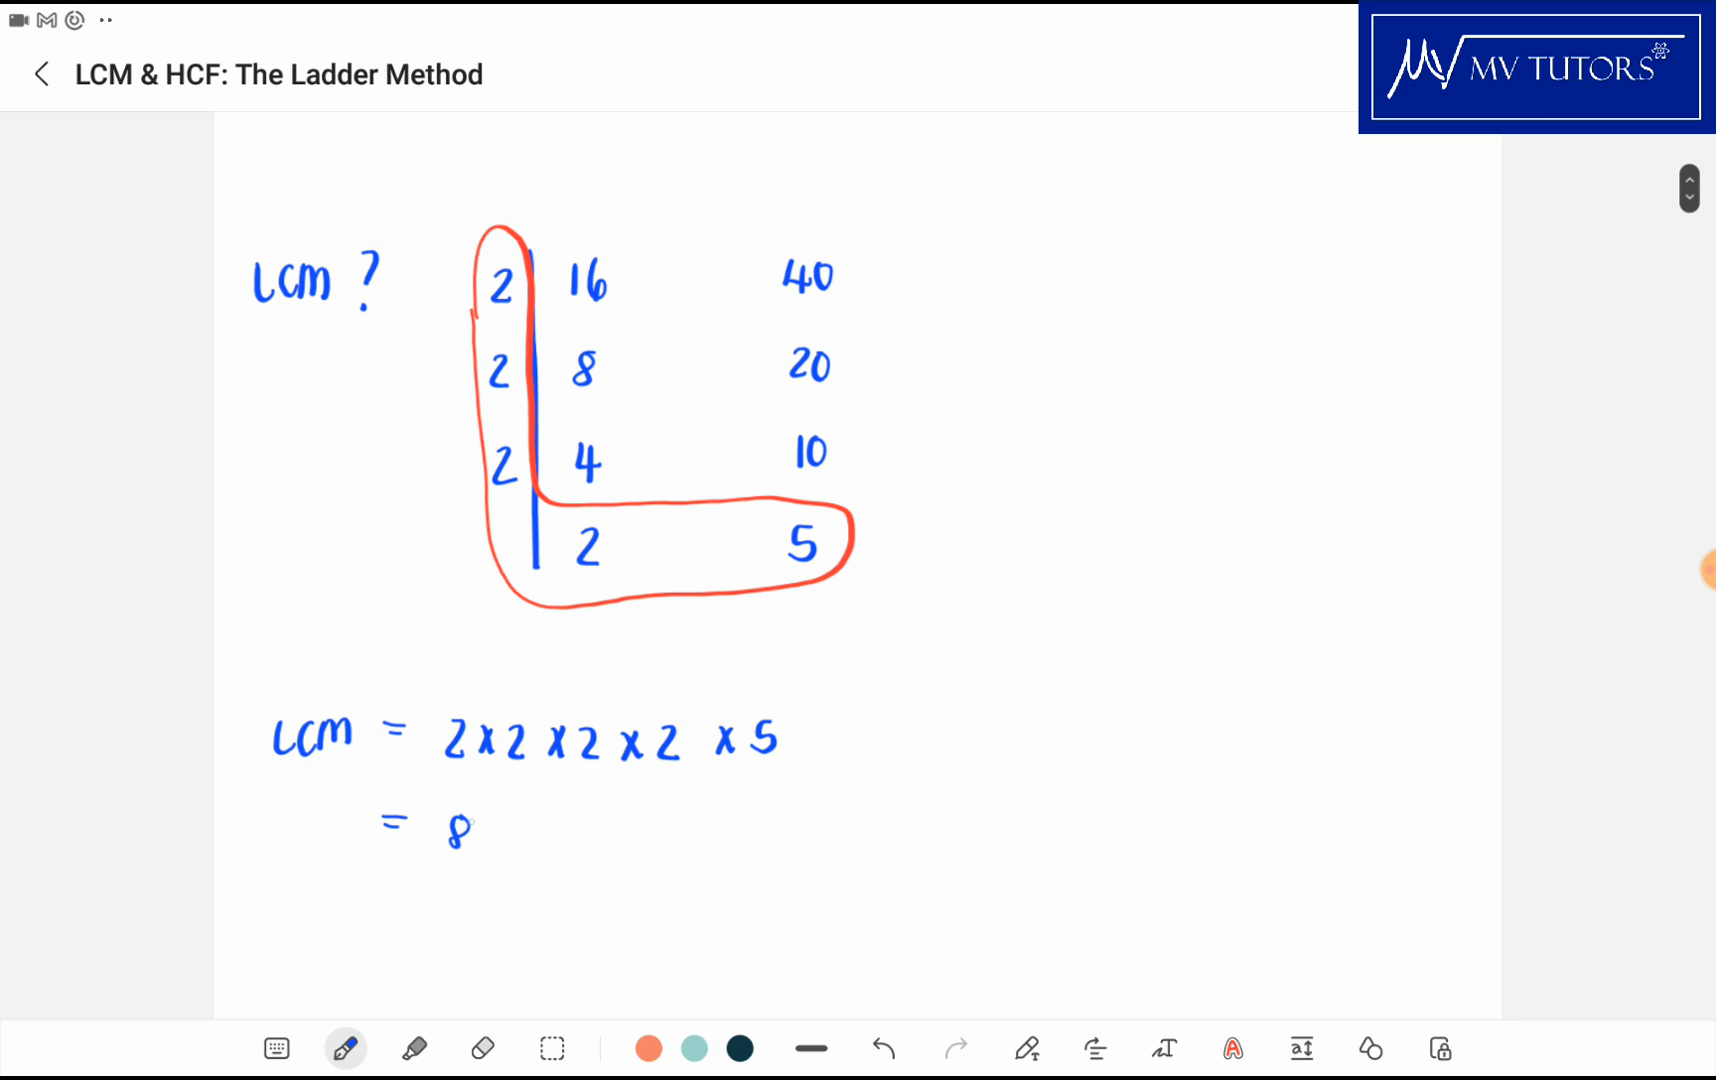 LCM & HCF: The Ladder Method
MV MV TUTORS
LCM ? 2 16 40
2 8 20
2 4 10
2 5
LCM = 2 × 2 × 2 × 2 × 5
= 8